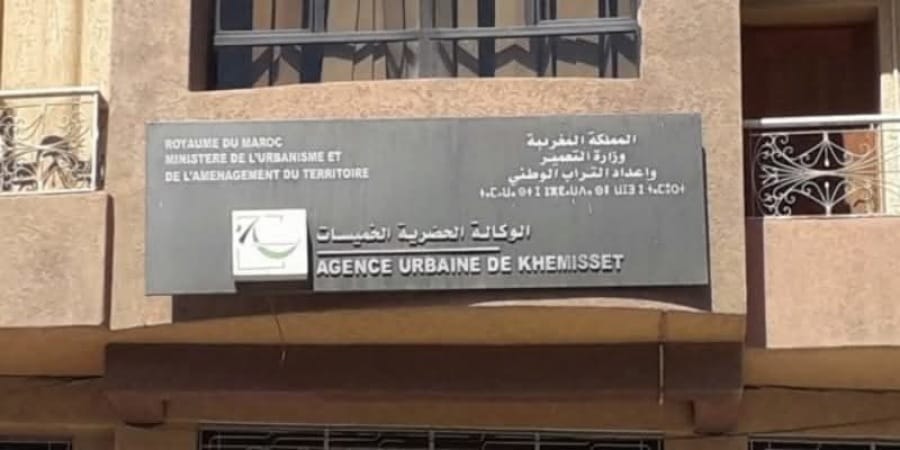 ROYAUME DU MAROC
MINISTERE DE L'URBANISME ET
DE L'AMENAGEMENT DU TERRITOIRE
المملكة المغربية
وزارة التعمير
وإعداد التراب الوطني
الوكالة الحضرية الخميسات
AGENCE URBAINE DE KHEMISSET